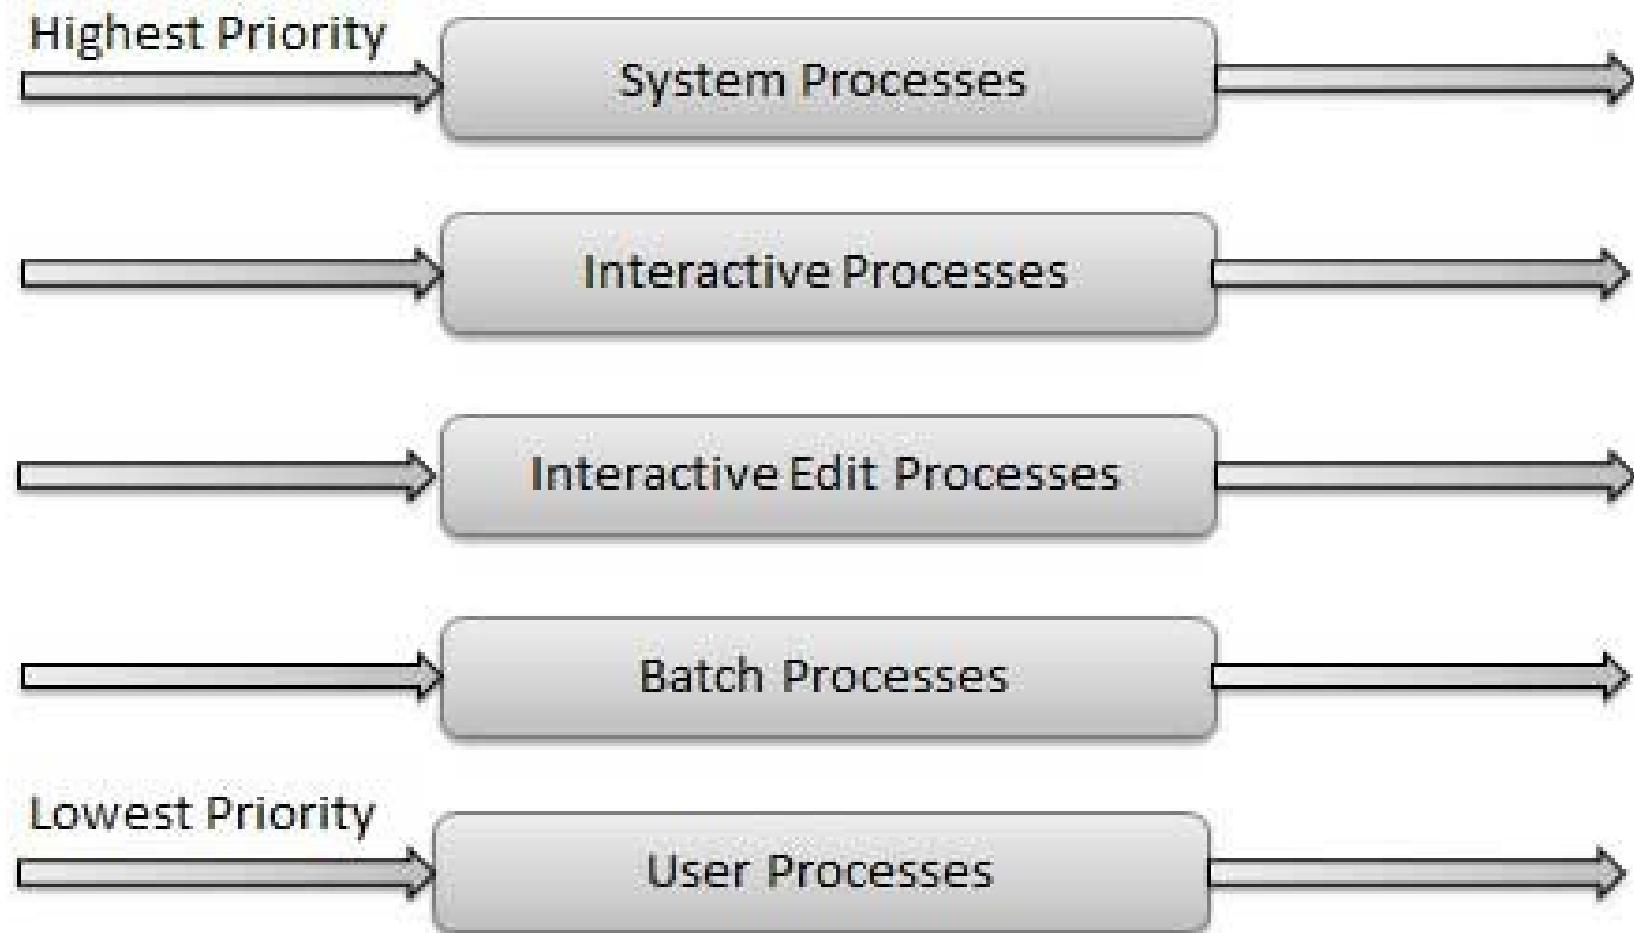 Highest Priority
System Processes
Interactive Processes
Interactive Edit Processes
Batch Processes
Lowest Priority
User Processes